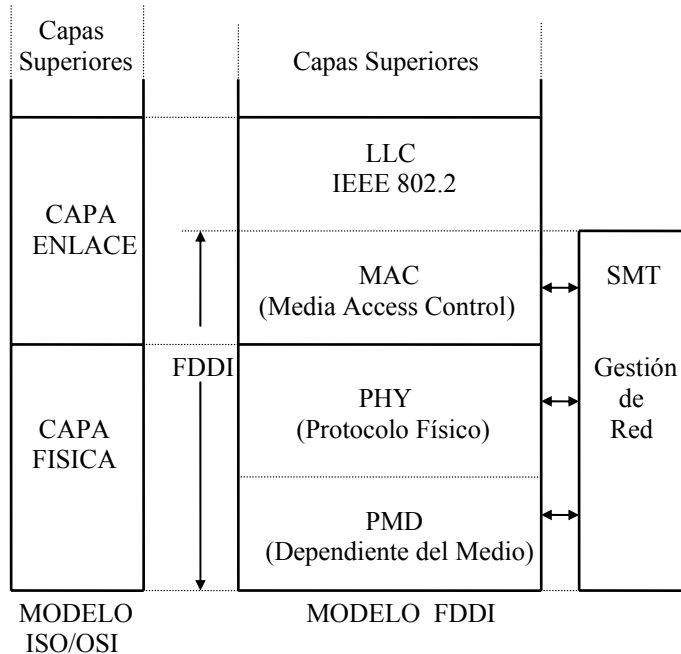 Capas
Superiores
Capas Superiores
LLC
IEEE 802.2
CAPA
ENLACE
MAC
(Media Access Control)
SMT
FDDI
PHY
(Protocolo Físico)
Gestión
de
Red
CAPA
FISICA
PMD
(Dependiente del Medio)
MODELO
ISO/OSI
MODELO FDDI